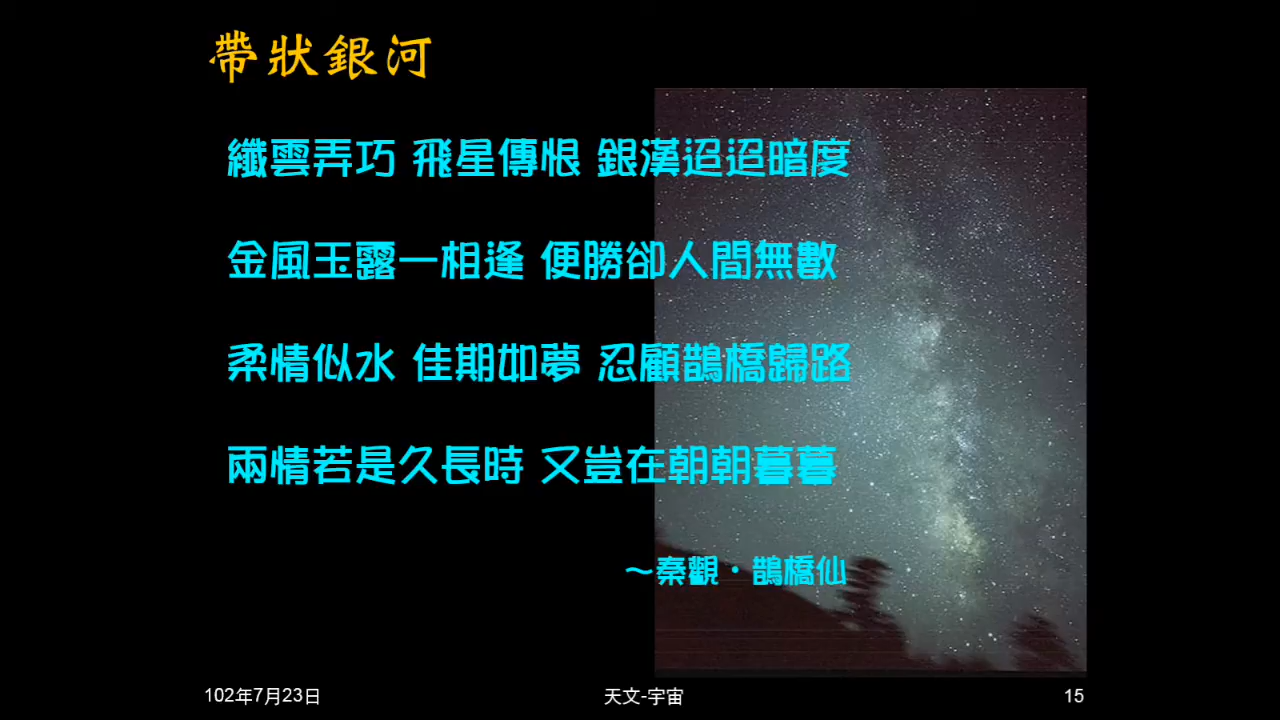 帶狀銀河
纖雲弄巧 飛星傳恨 銀漢迢迢暗度
金風玉露一相逢 便勝卻人間無數
柔情似水 佳期如夢 忍顧鵲橋歸路
兩情若是久長時 又豈在朝朝暮暮
～秦觀・鵲橋仙
102年7月23日
天文-宇宙
15